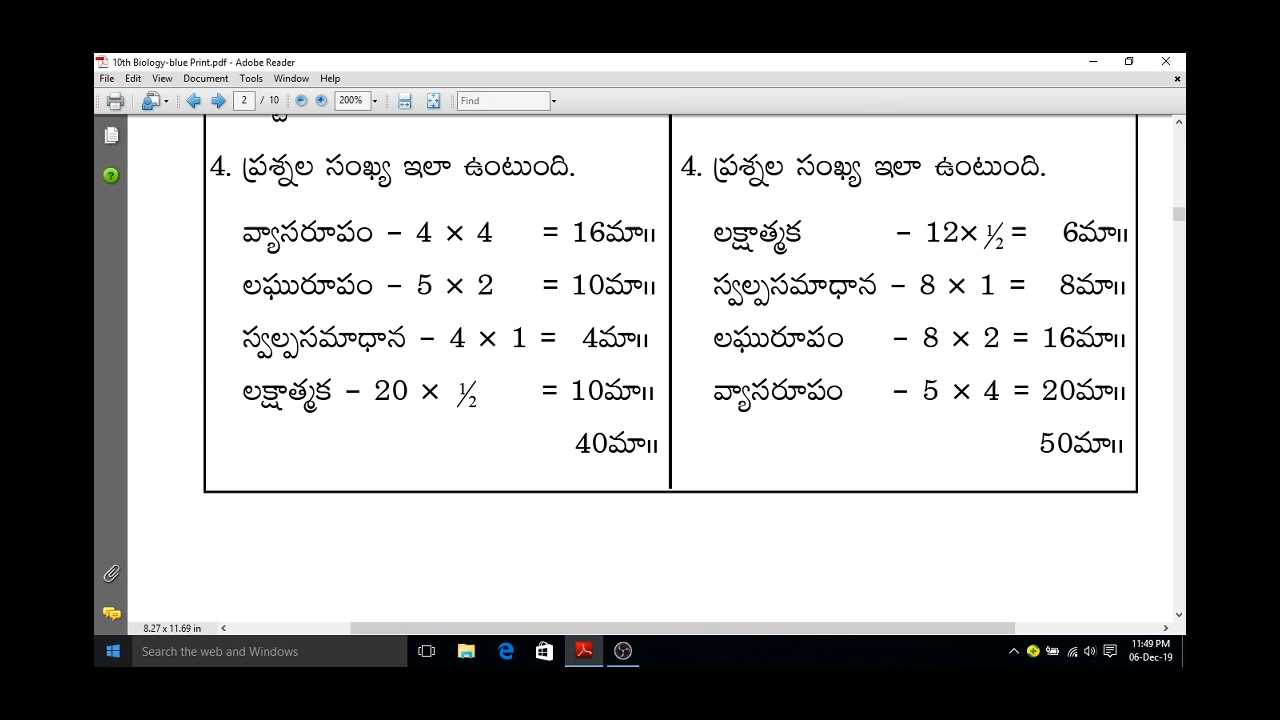 10th Biology-blue Print.pdf - Adobe Reader
File Edit View Document Tools Window Help
2 / 10 200% Find
4. ప్రశ్నల సంఖ్య ఇలా ఉంటుంది.
వ్యాసరూపం – 4 × 4 = 16మా॥
లఘురూపం – 5 × 2 = 10మా॥
స్వల్పసమాధాన – 4 × 1 = 4మా॥
లక్షాత్మక – 20 × ½ = 10మా॥
40మా॥
4. ప్రశ్నల సంఖ్య ఇలా ఉంటుంది.
లక్షాత్మక – 12× ½ = 6మా॥
స్వల్పసమాధాన – 8 × 1 = 8మా॥
లఘురూపం – 8 × 2 = 16మా॥
వ్యాసరూపం – 5 × 4 = 20మా॥
50మా॥
8.27 x 11.69 in
Search the web and Windows
11:49 PM
06-Dec-19